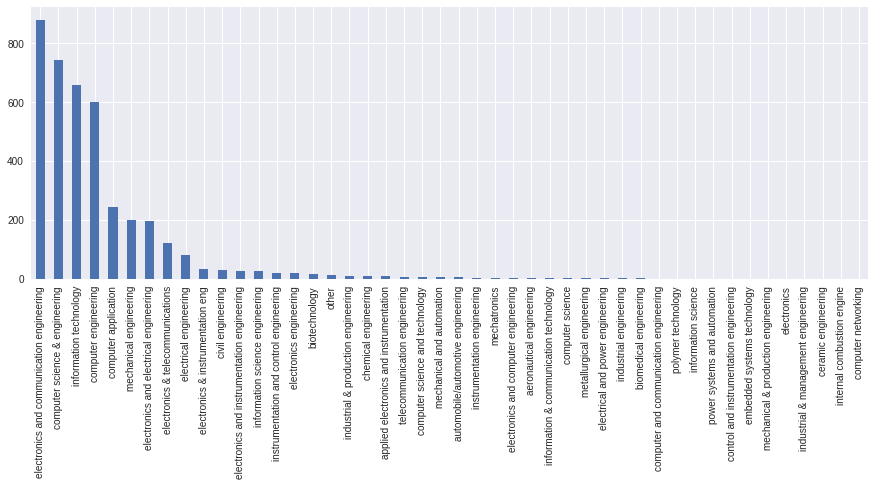 800
600
400
200
0
electronics and communication engineering
computer science & engineering
information technology
computer engineering
computer application
mechanical engineering
electronics and electrical engineering
electronics & telecommunications
electrical engineering
electronics & instrumentation eng
civil engineering
electronics and instrumentation engineering
information science engineering
instrumentation and control engineering
electronics engineering
biotechnology
other
industrial & production engineering
chemical engineering
applied electronics and instrumentation
telecommunication engineering
computer science and technology
mechanical and automation
automobile/automotive engineering
instrumentation engineering
mechatronics
electronics and computer engineering
aeronautical engineering
information & communication technology
computer science
metallurgical engineering
electrical and power engineering
industrial engineering
biomedical engineering
computer and communication engineering
polymer technology
information science
power systems and automation
control and instrumentation engineering
embedded systems technology
mechanical & production engineering
electronics
industrial & management engineering
ceramic engineering
internal combustion engine
computer networking